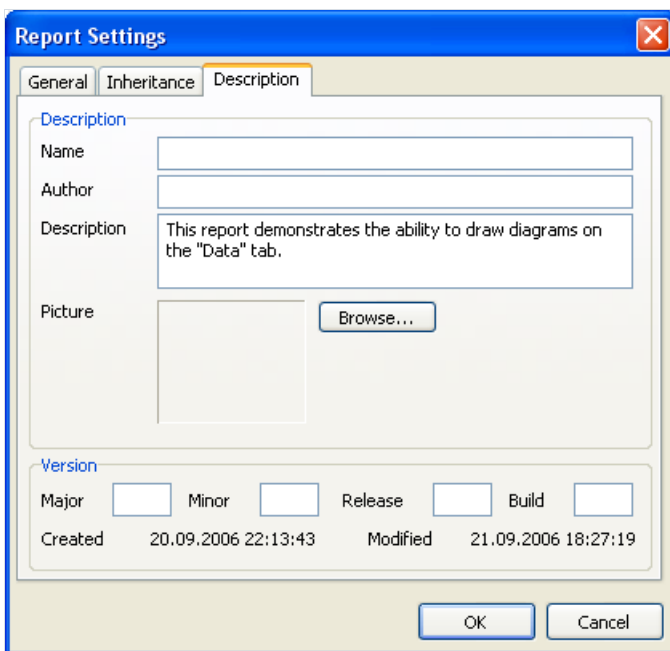 Report Settings
General Inheritance Description
Description
Name
Author
Description This report demonstrates the ability to draw diagrams on
the "Data" tab.
Picture Browse...
Version
Major Minor Release Build
Created 20.09.2006 22:13:43 Modified 21.09.2006 18:27:19
OK Cancel